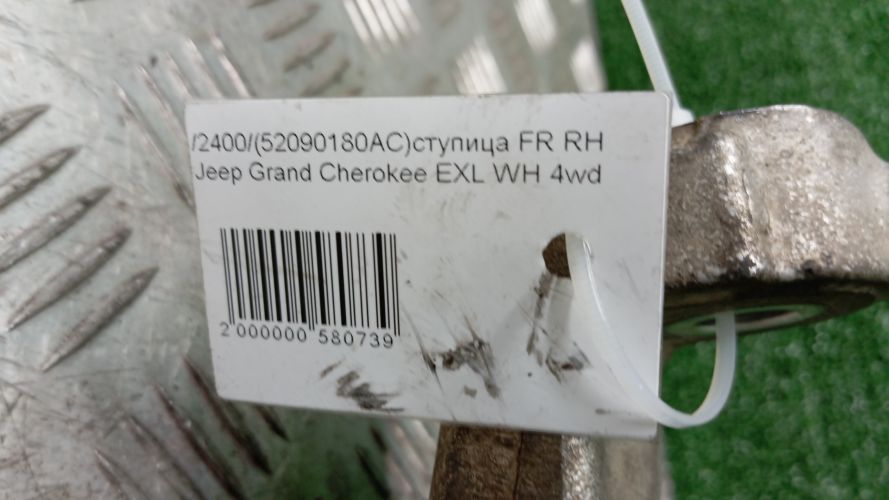 /2400/(52090180AC)ступица FR RH
Jeep Grand Cherokee EXL WH 4wd
2 000000 580739